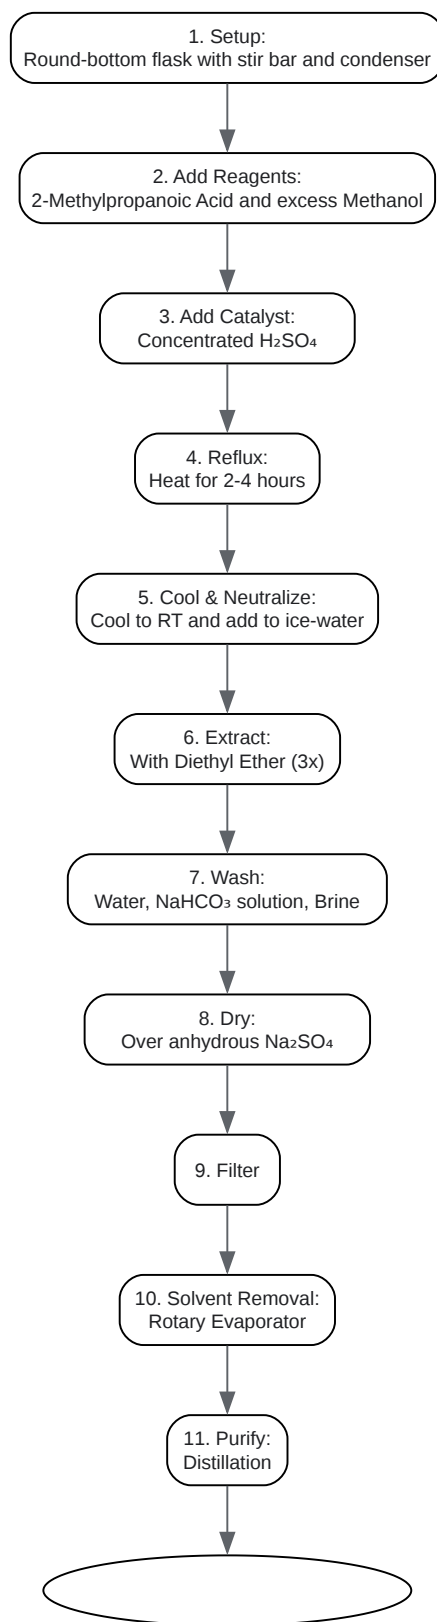 1. Setup:
Round-bottom flask with stir bar and condenser
2. Add Reagents:
2-Methylpropanoic Acid and excess Methanol
3. Add Catalyst:
Concentrated H₂SO₄
4. Reflux:
Heat for 2-4 hours
5. Cool & Neutralize:
Cool to RT and add to ice-water
6. Extract:
With Diethyl Ether (3x)
7. Wash:
Water, NaHCO₃ solution, Brine
8. Dry:
Over anhydrous Na₂SO₄
9. Filter
10. Solvent Removal:
Rotary Evaporator
11. Purify:
Distillation